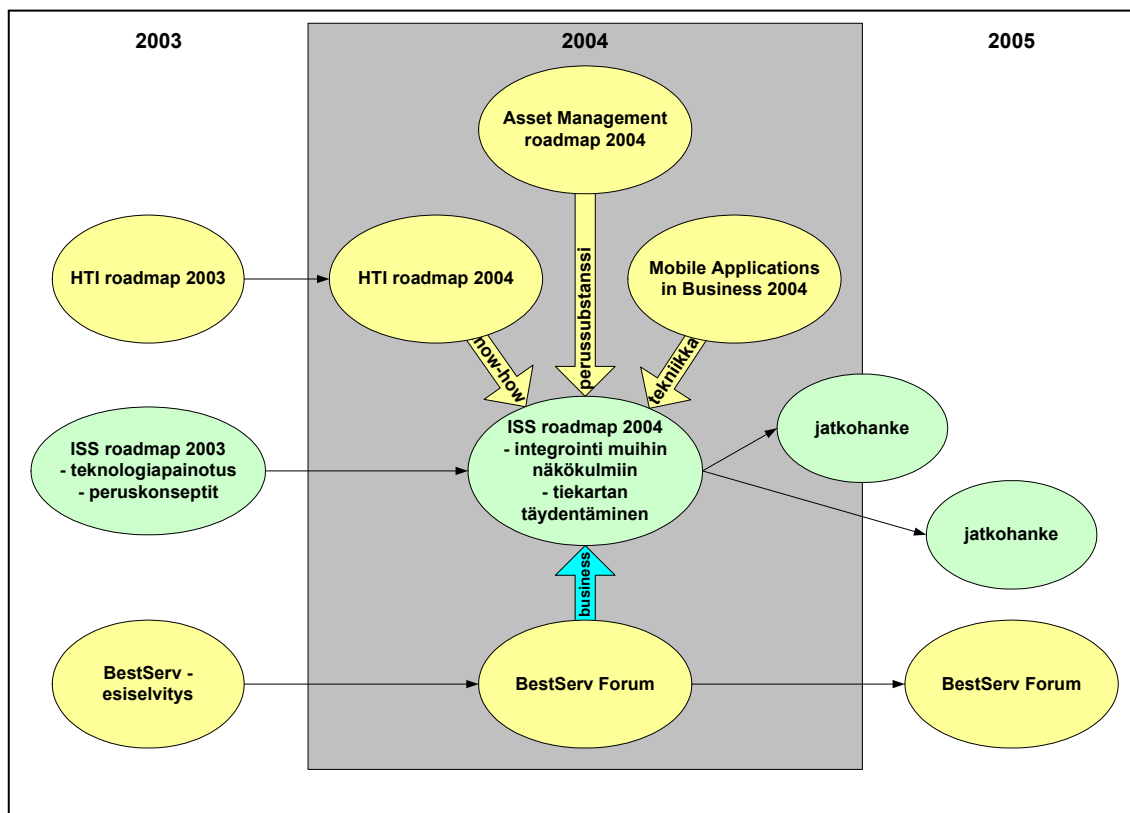 2003
2004
2005
Asset Management
roadmap 2004
HTI roadmap 2003
HTI roadmap 2004
Mobile Applications
in Business 2004
now-how
perussubstanssi
tekniikka
ISS roadmap 2003
- teknologiapainotus
- peruskonseptit
ISS roadmap 2004
- integrointi muihin
näkökulmiin
- tiekartan
täydentäminen
jatkohanke
jatkohanke
business
BestServ -
esiselvitys
BestServ Forum
BestServ Forum